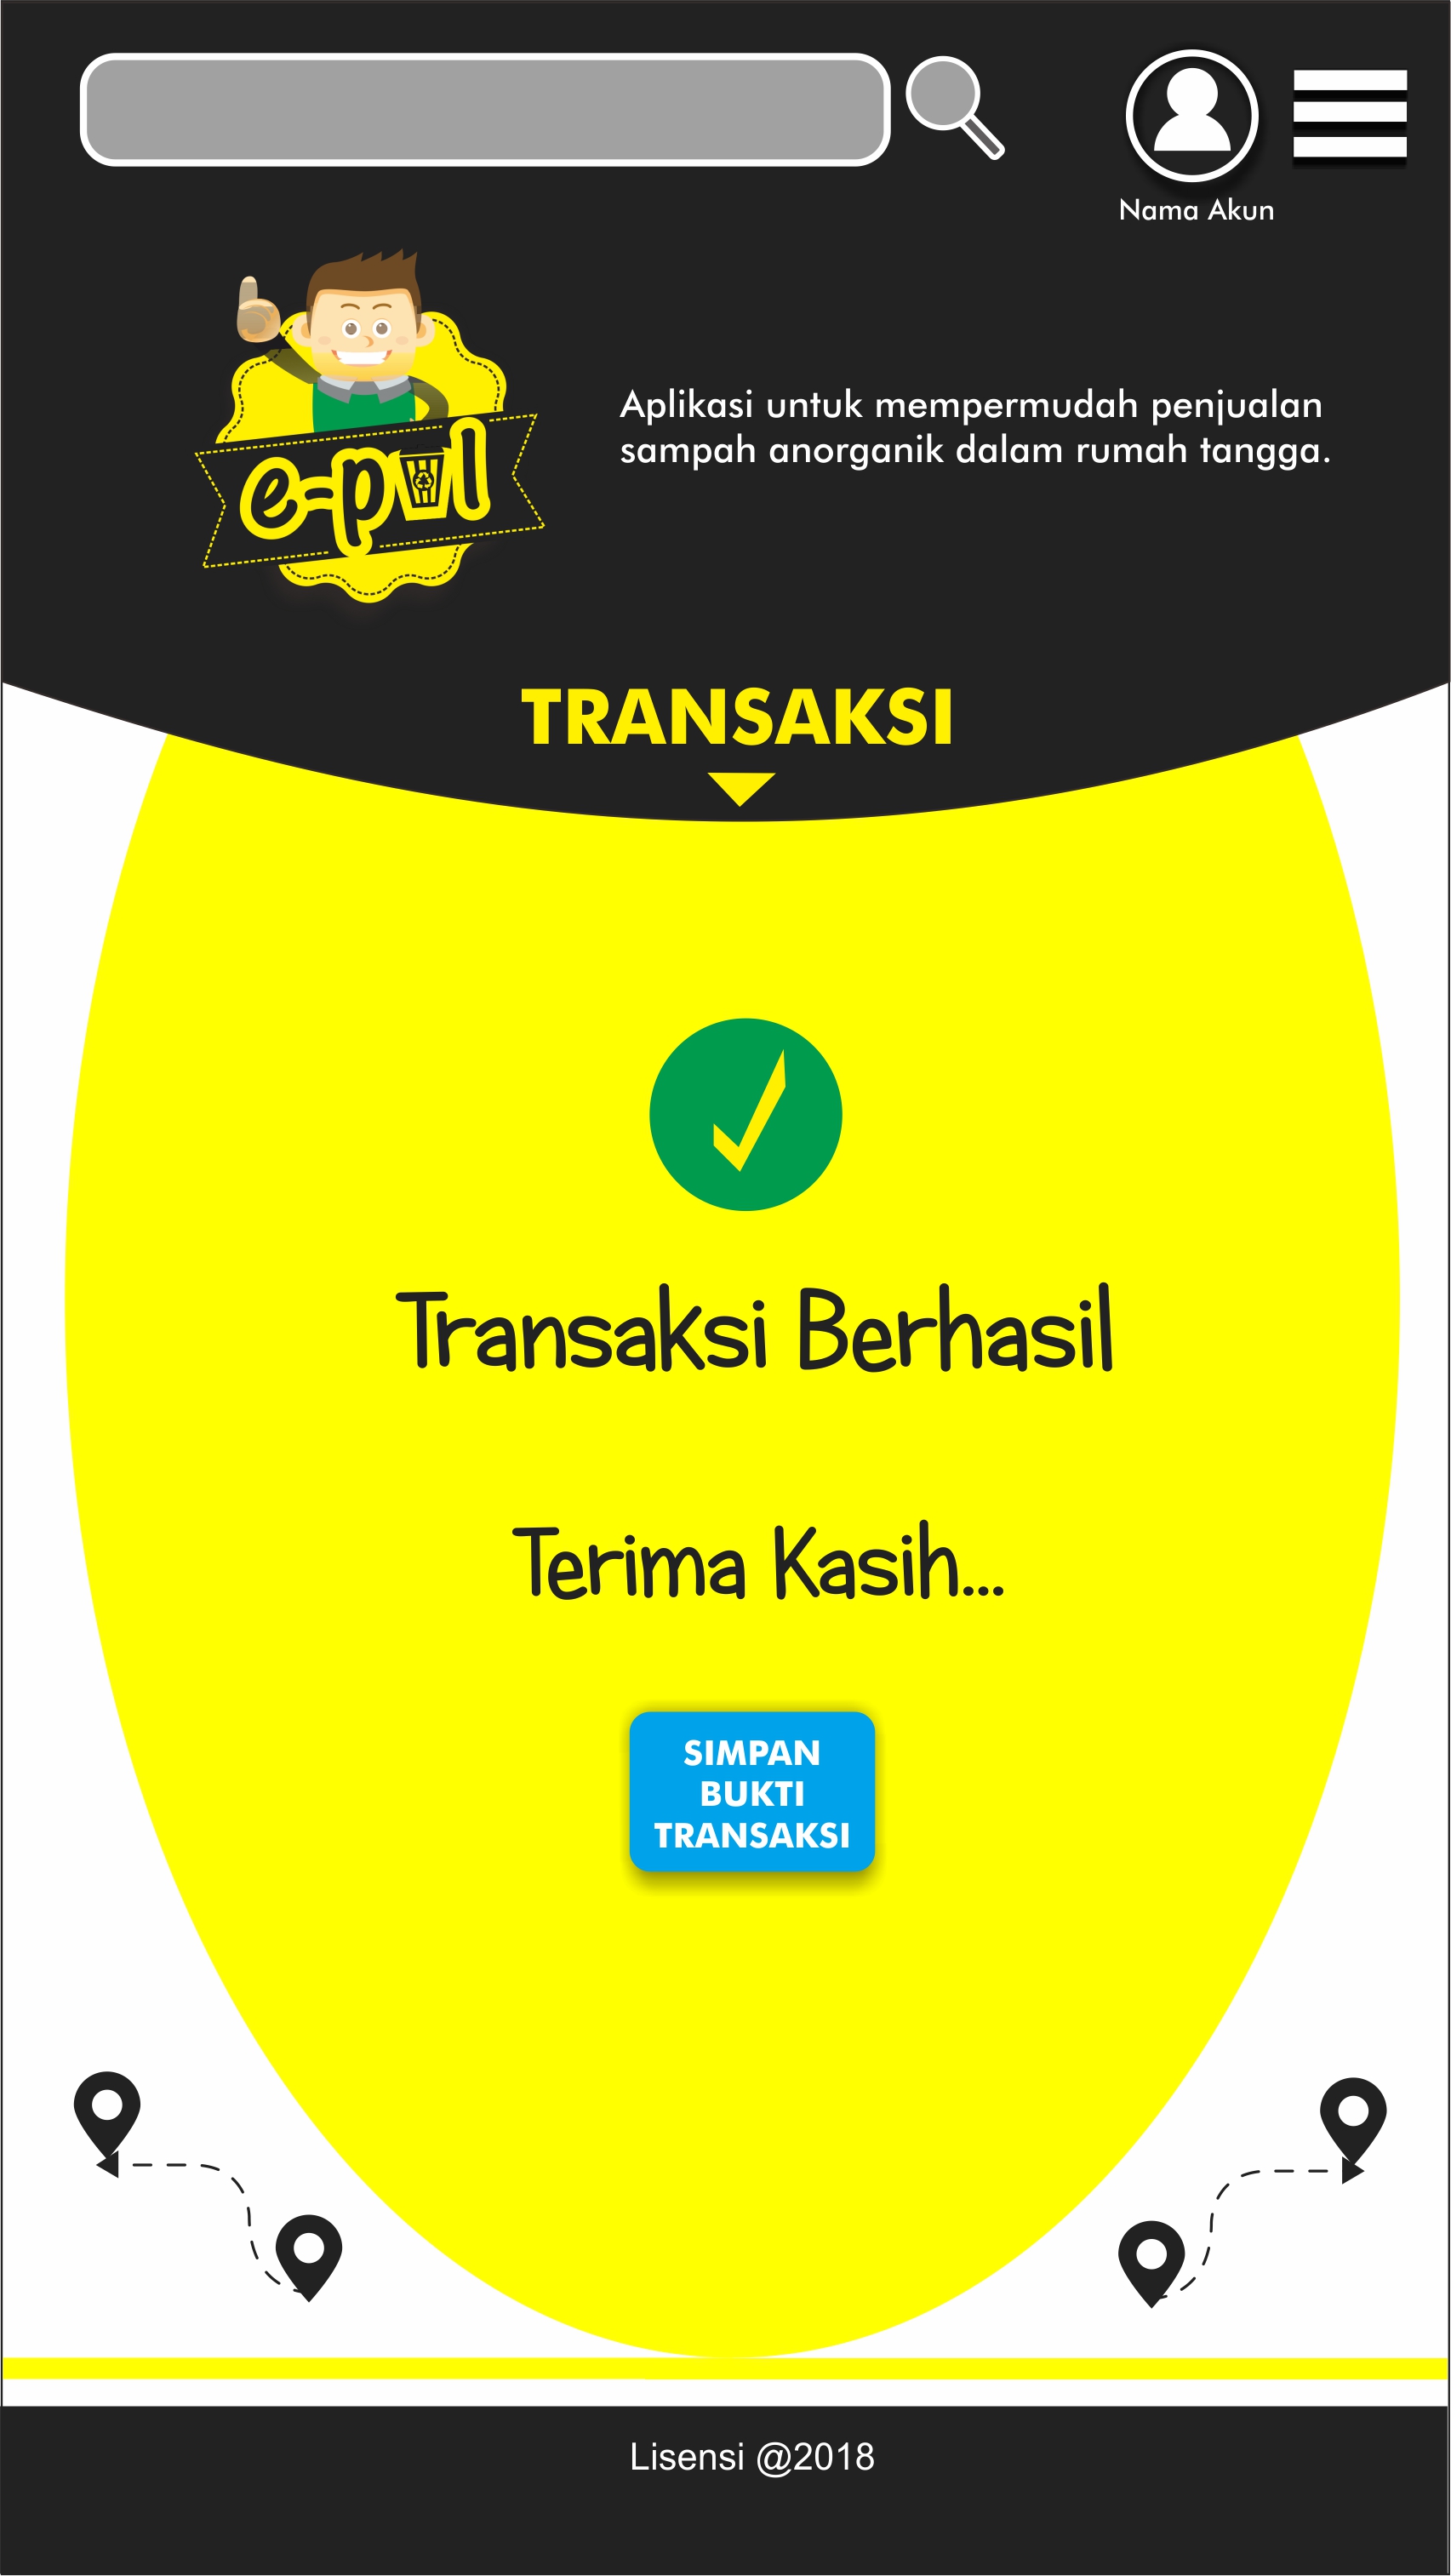 Nama Akun
e-pul
Aplikasi untuk mempermudah penjualan
sampah anorganik dalam rumah tangga.
TRANSAKSI
Transaksi Berhasil
Terima Kasih...
SIMPAN
BUKTI
TRANSAKSI
Lisensi @2018